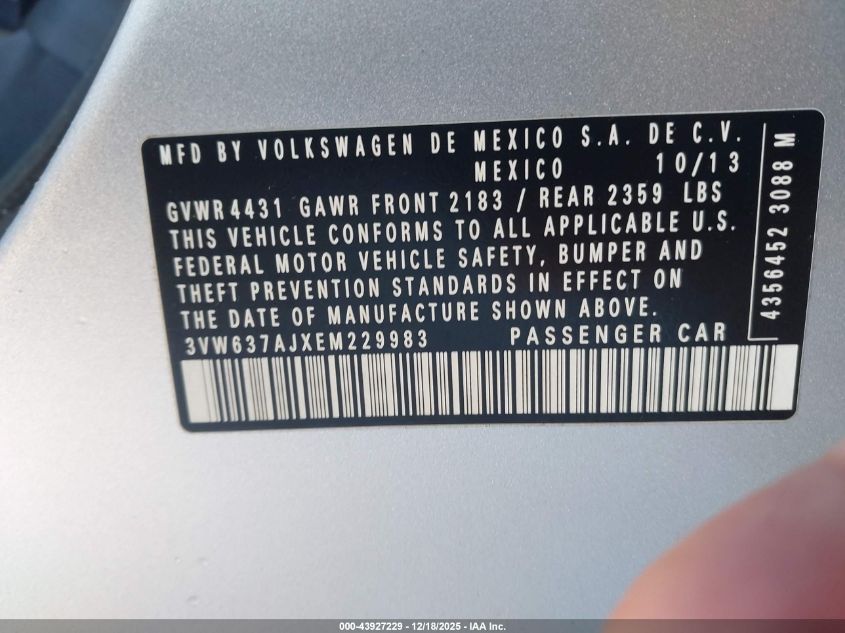 MFD BY VOLKSWAGEN DE MEXICO S.A. DE C.V.
MEXICO 10/13
GVWR 4431 GAWR FRONT 2183 / REAR 2359 LBS
THIS VEHICLE CONFORMS TO ALL APPLICABLE U.S.
FEDERAL MOTOR VEHICLE SAFETY, BUMPER AND
THEFT PREVENTION STANDARDS IN EFFECT ON
THE DATE OF MANUFACTURE SHOWN ABOVE.
3VW637AJXEM229983 PASSENGER CAR
4356452 3088 M
000-43927229 - 12/18/2025 - IAA Inc.